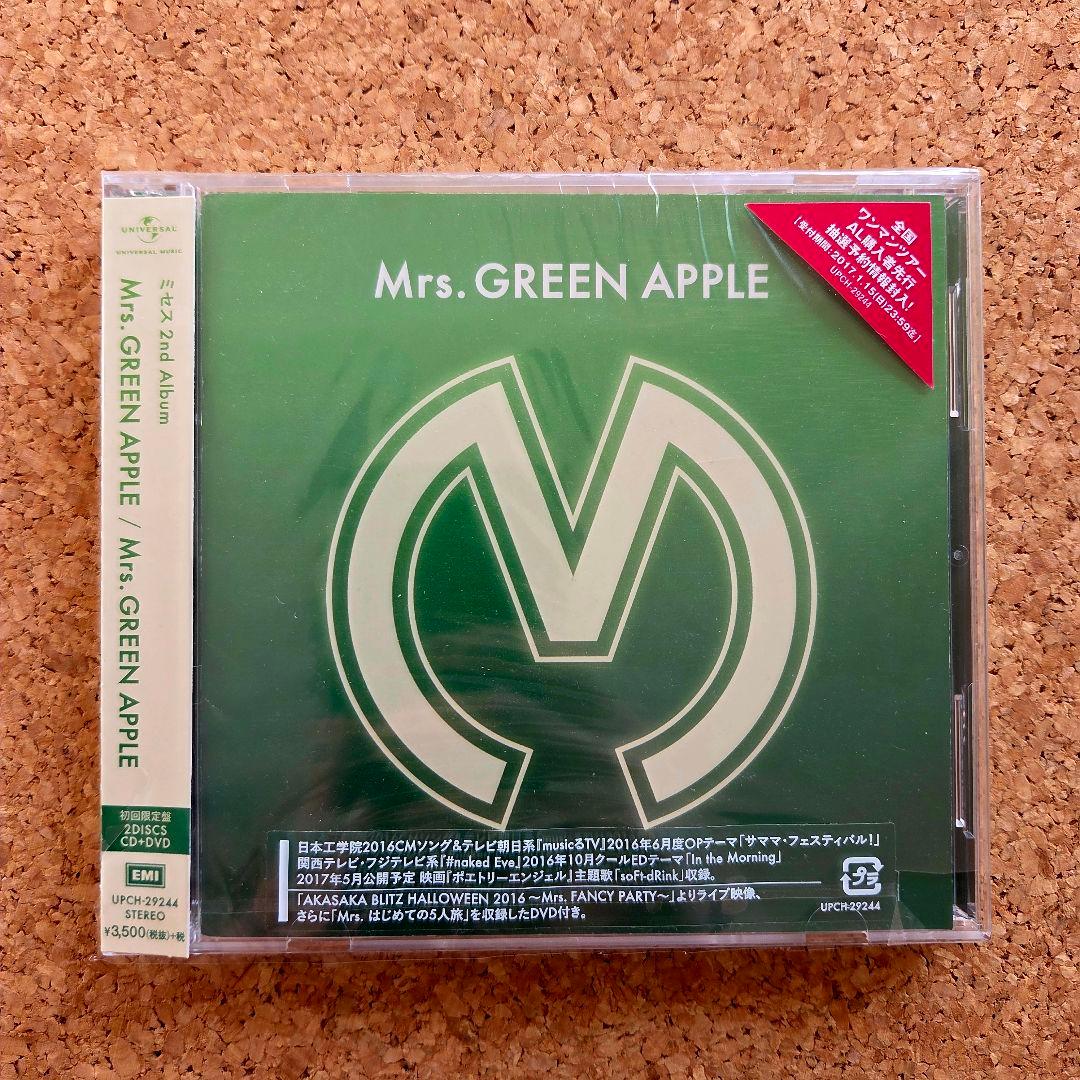 UNIVERSAL
UNIVERSAL MUSIC
ミセス 2nd Album
Mrs. GREEN APPLE / Mrs. GREEN APPLE
初回限定盤
2DISCS
CD+DVD
EMI
UPCH-29244
STEREO
¥3,500(税抜)+税
Mrs. GREEN APPLE
全国
ワンマンツアー
AL購入者先行
抽選予約情報封入!
[受付期間:2017.1.15(日)23:59迄]
UPCH-29244
日本工学院2016CMソング&テレビ朝日系『musicるTV』2016年6月度OPテーマ「サママ・フェスティバル!」
関西テレビ・フジテレビ系『#naked Eve』2016年10月クールEDテーマ「In the Morning」
2017年5月公開予定 映画『ポエトリーエンジェル』主題歌「soFt-dRink」収録。
「AKASAKA BLITZ HALLOWEEN 2016 〜Mrs. FANCY PARTY〜」よりライブ映像、
さらに「Mrs. はじめての5人旅」を収録したDVD付き。
プラ
UPCH-29244